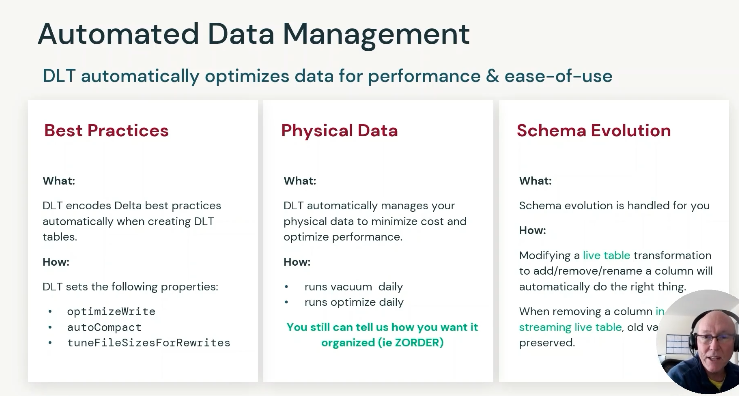 Automated Data Management
DLT automatically optimizes data for performance & ease-of-use
Best Practices
What:
DLT encodes Delta best practices
automatically when creating DLT
tables.
How:
DLT sets the following properties:
• optimizeWrite
• autoCompact
• tuneFileSizesForRewrites
Physical Data
What:
DLT automatically manages your
physical data to minimize cost and
optimize performance.
How:
• runs vacuum daily
• runs optimize daily
You still can tell us how you want it
organized (ie ZORDER)
Schema Evolution
What:
Schema evolution is handled for you
How:
Modifying a live table transformation
to add/remove/rename a column will
automatically do the right thing.
When removing a column in
streaming live table, old
preserved.